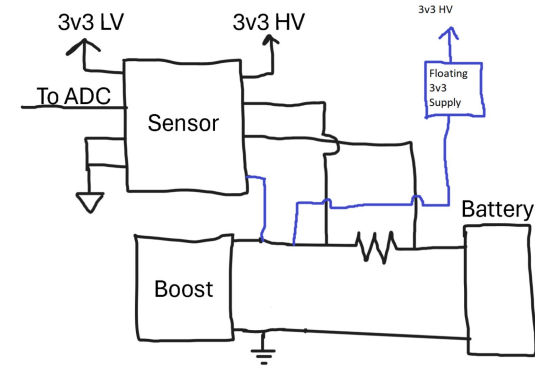 3v3 HV
3v3 LV
3v3 HV
Floating
3v3
Supply
To ADC
Sensor
Battery
Boost